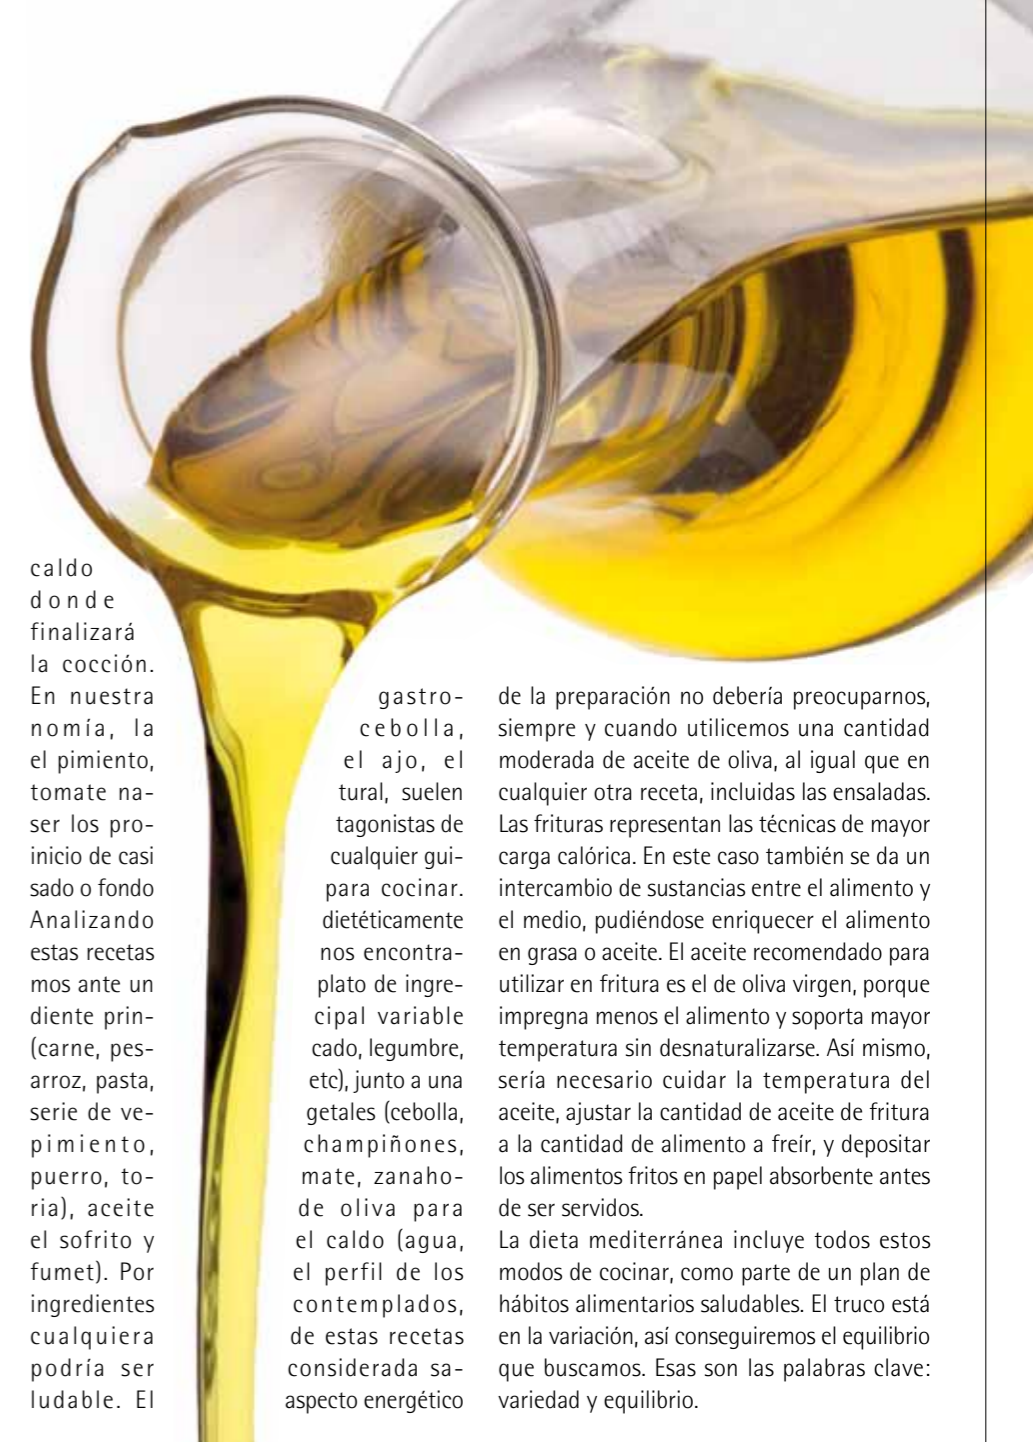 caldo
donde
finalizará
la cocción.
En nuestra gastro-
nomía, la cebolla,
el pimiento, el ajo, el
tomate na- tural, suelen
ser los pro- tagonistas de
inicio de casi cualquier gui-
sado o fondo para cocinar.
Analizando dietéticamente
estas recetas nos encontra-
mos ante un plato de ingre-
diente prin- cipal variable
(carne, pes- cado, legumbre,
arroz, pasta, etc), junto a una
serie de ve- getales (cebolla,
pimiento, champiñones,
puerro, to- mate, zanaho-
ria), aceite de oliva para
el sofrito y el caldo (agua,
fumet). Por el perfil de los
ingredientes contemplados,
cualquiera de estas recetas
podría ser considerada sa-
ludable. El aspecto energético
de la preparación no debería preocuparnos,
siempre y cuando utilicemos una cantidad
moderada de aceite de oliva, al igual que en
cualquier otra receta, incluidas las ensaladas.
Las frituras representan las técnicas de mayor
carga calórica. En este caso también se da un
intercambio de sustancias entre el alimento y
el medio, pudiéndose enriquecer el alimento
en grasa o aceite. El aceite recomendado para
utilizar en fritura es el de oliva virgen, porque
impregna menos el alimento y soporta mayor
temperatura sin desnaturalizarse. Así mismo,
sería necesario cuidar la temperatura del
aceite, ajustar la cantidad de aceite de fritura
a la cantidad de alimento a freír, y depositar
los alimentos fritos en papel absorbente antes
de ser servidos.
La dieta mediterránea incluye todos estos
modos de cocinar, como parte de un plan de
hábitos alimentarios saludables. El truco está
en la variación, así conseguiremos el equilibrio
que buscamos. Esas son las palabras clave:
variedad y equilibrio.